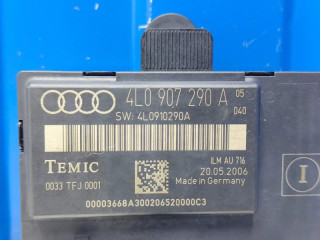 4L0 907 290 A 05
040
SW: 4L0910290A
TEMIC
ILM AU 716
20.05.2006
0033 TFJ 0001
Made in Germany
00003668A300206520000C3
I